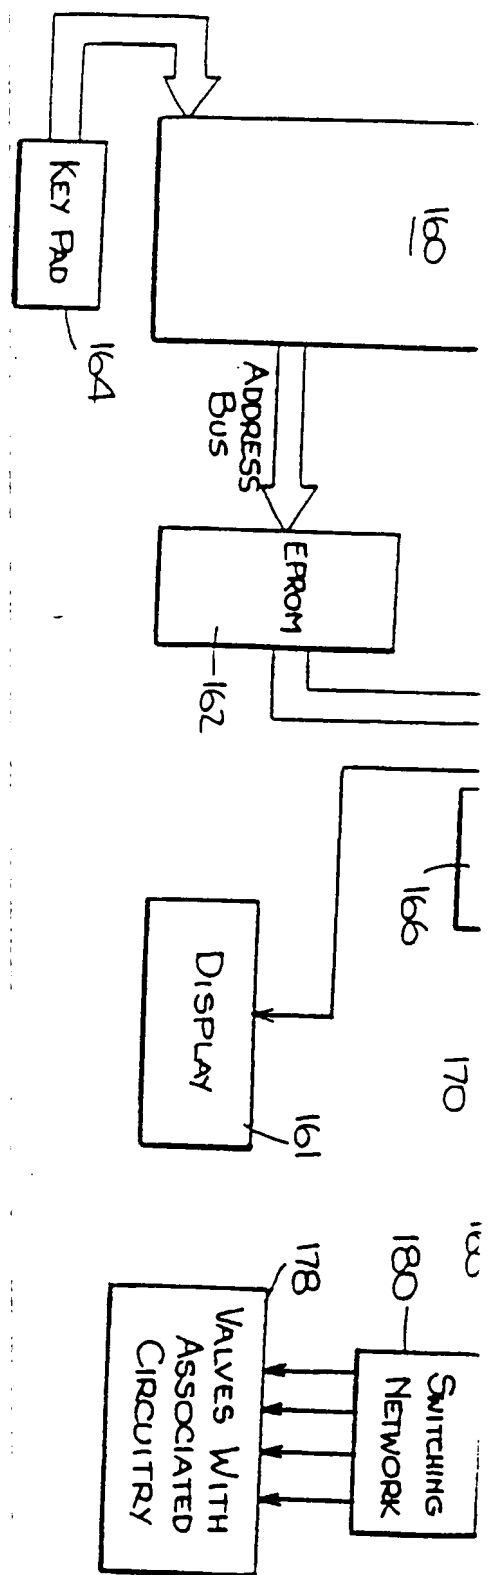 160
KEY PAD
164
ADDRESS
BUS
EPROM
162
166
DISPLAY
161
170
180
SWITCHING
NETWORK
178
VALVES WITH
ASSOCIATED
CIRCUITRY